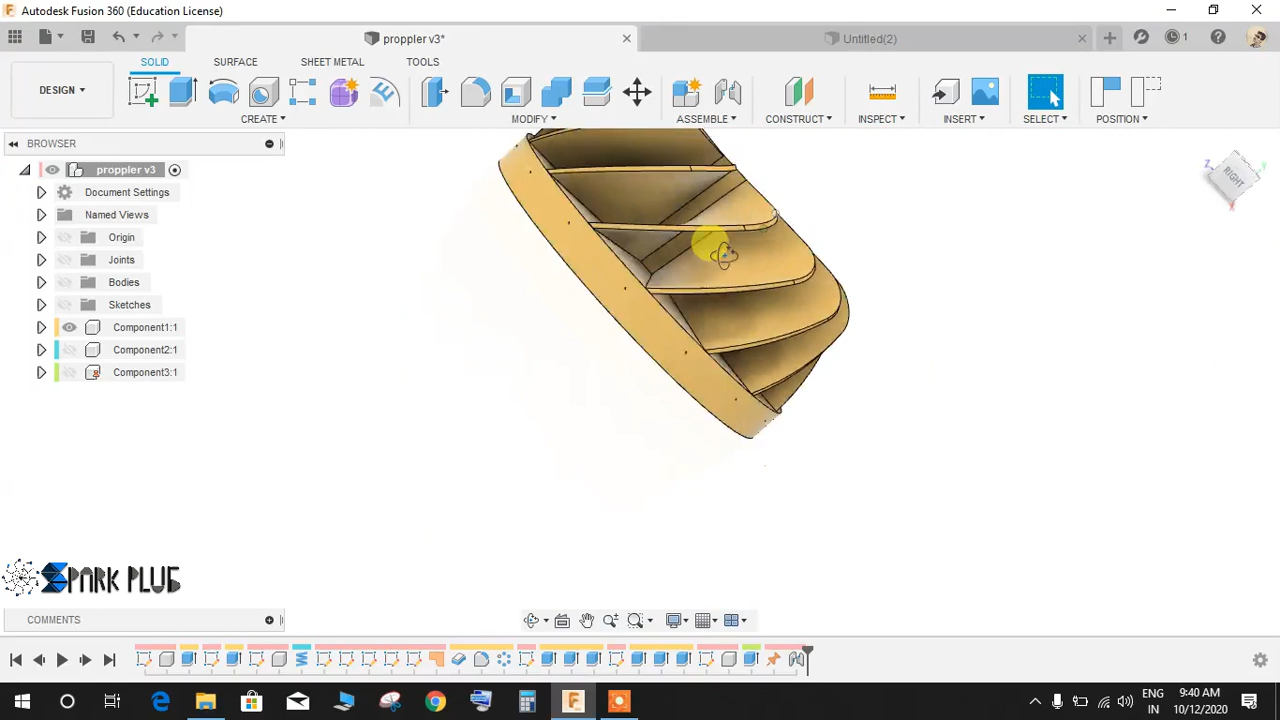 Autodesk Fusion 360 (Education License)
proppler v3*
Untitled(2)
1
DESIGN
SOLID
SURFACE
SHEET METAL
TOOLS
CREATE
MODIFY
ASSEMBLE
CONSTRUCT
INSPECT
INSERT
SELECT
POSITION
BROWSER
proppler v3
Document Settings
Named Views
Origin
Joints
Bodies
Sketches
Component1:1
Component2:1
Component3:1
Z
Y
RIGHT
X
SPARK PLUG
COMMENTS
ENG
IN
9:40 AM
10/12/2020